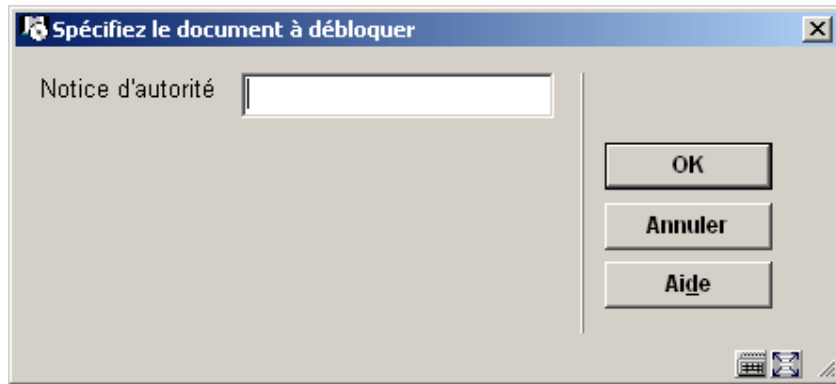 Spécifiez le document à débloquer
Notice d'autorité
OK
Annuler
Aide